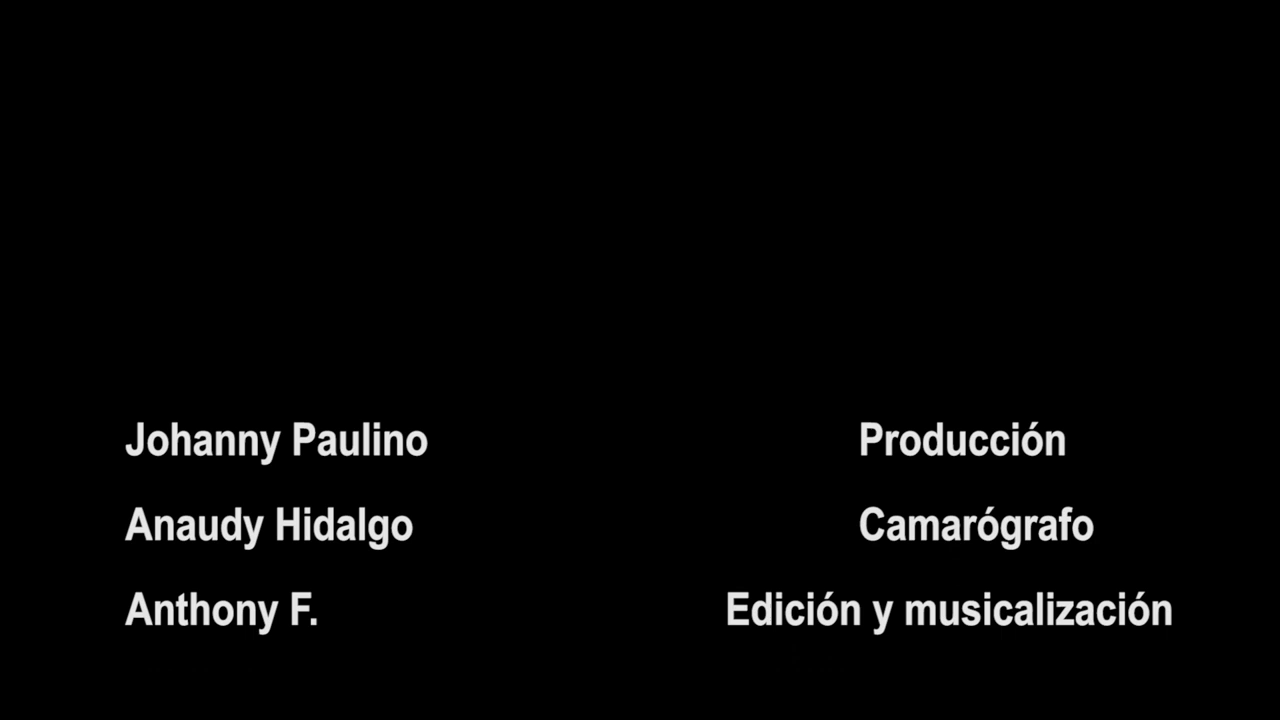 Johanny Paulino Producción
Anaudy Hidalgo Camarógrafo
Anthony F. Edición y musicalización